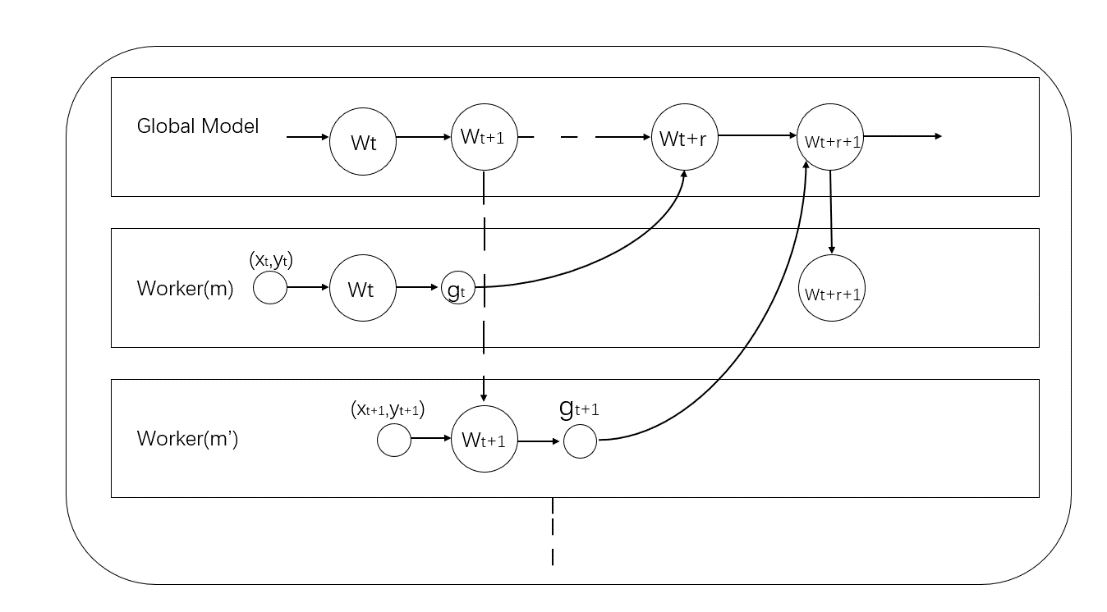 Global Model
Wt
Wt+1
Wt+r
Wt+r+1
(xt,yt)
Worker(m)
Wt
gt
Wt+r+1
(xt+1,yt+1)
gt+1
Worker(m’)
Wt+1